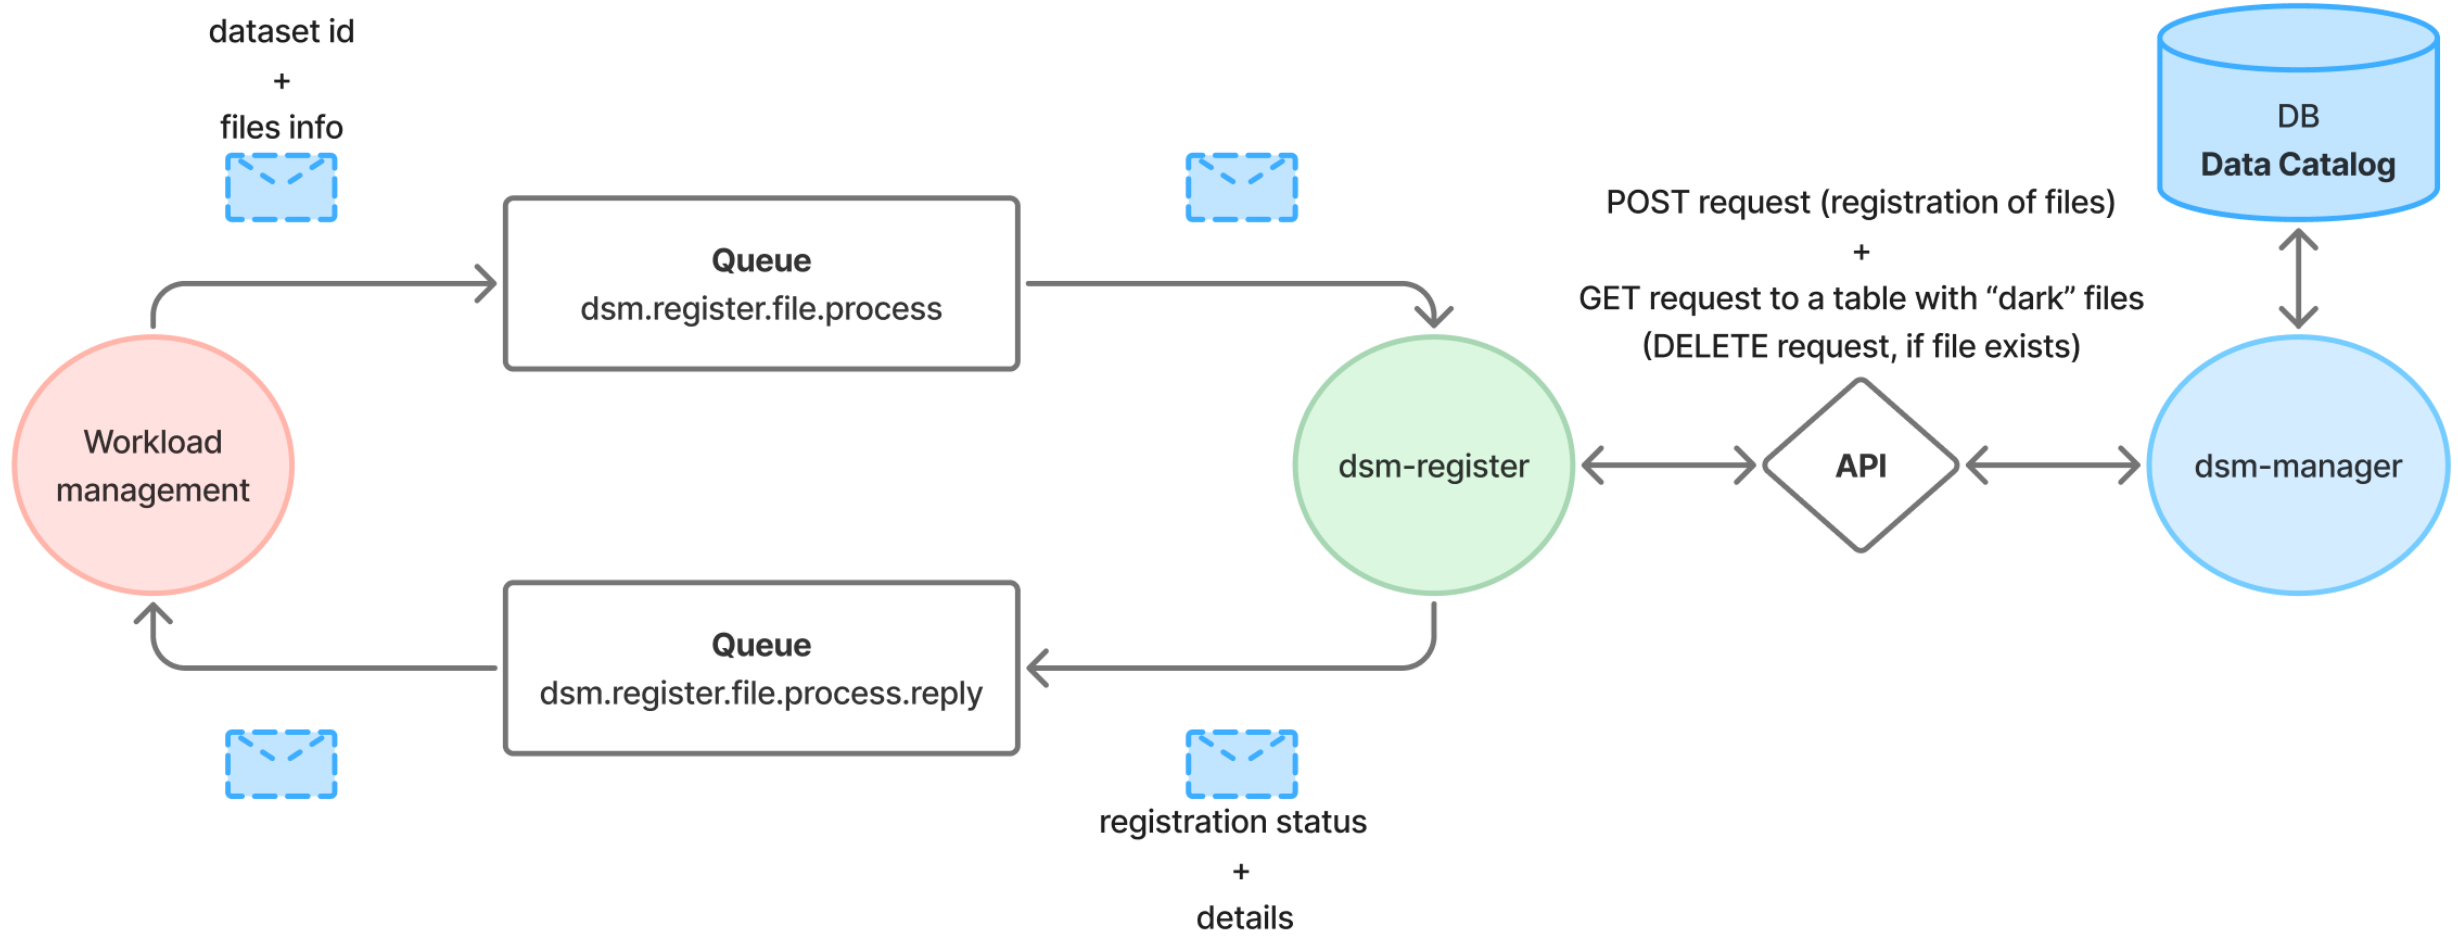 dataset id
+
files info
Queue
dsm.register.file.process
POST request (registration of files)
+
GET request to a table with “dark” files
(DELETE request, if file exists)
DB
Data Catalog
Workload
management
dsm-register
API
dsm-manager
Queue
dsm.register.file.process.reply
registration status
+
details